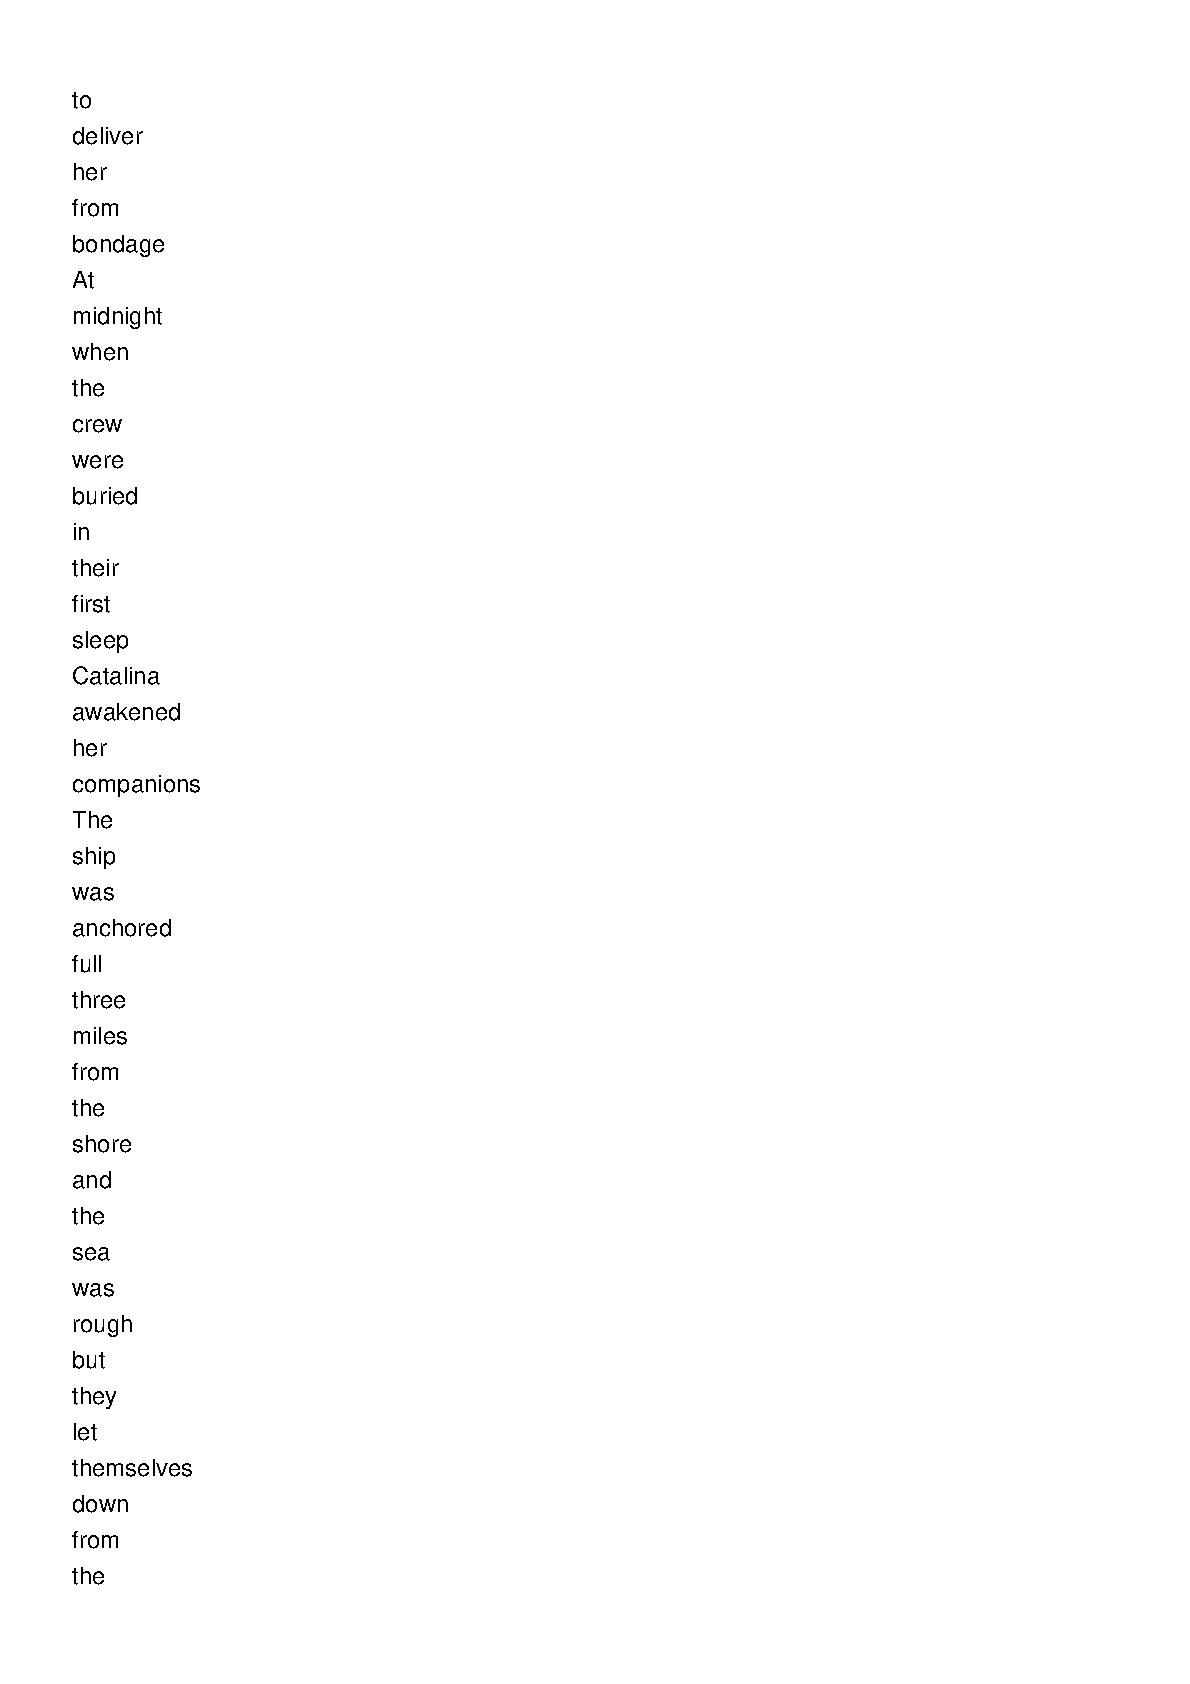 to
deliver
her
from
bondage
At
midnight
when
the
crew
were
buried
in
their
first
sleep
Catalina
awakened
her
companions
The
ship
was
anchored
full
three
miles
from
the
shore
and
the
sea
was
rough
but
they
let
themselves
down
from
the